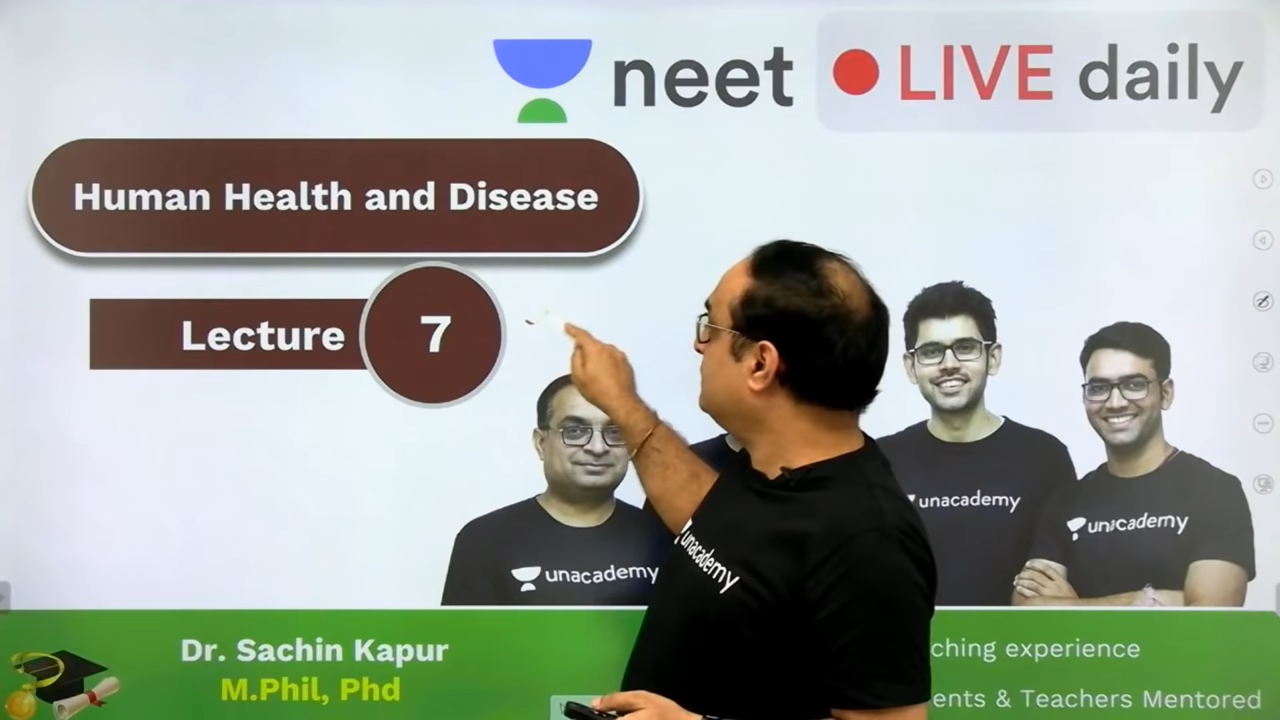 neet LIVE daily
Human Health and Disease
Lecture 7
unacademy
unacademy
unacademy
unacademy
Dr. Sachin Kapur
M.Phil, Phd
ching experience
ents & Teachers Mentored